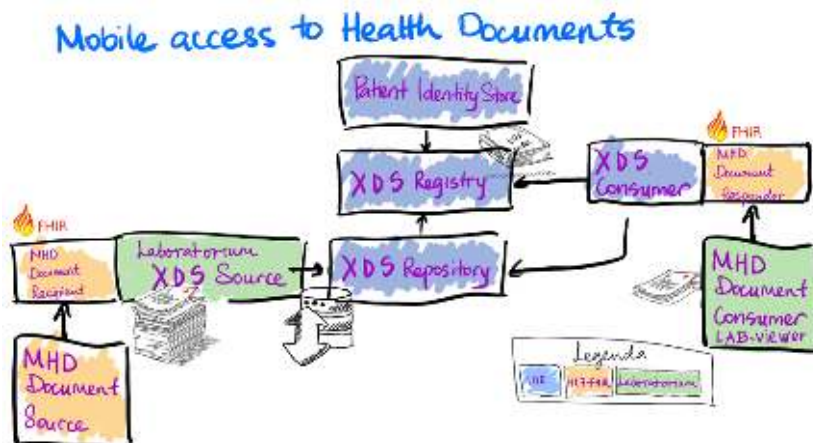 Mobile access to Health Documents
Patient Identity Store
XDS Registry
XDS
Consumer
FHIR
MHD
Document
Responder
FHIR
MHD
Document
Recipient
Laboratorium
XDS Source
XDS Repository
MHD
Document
Source
MHD
Document
Consumer
LAB-viewer
Legenda
IHE
HL7-FHIR
Laboratorium